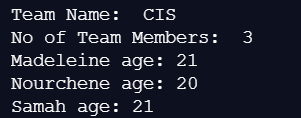 Team Name:  CIS
No of Team Members:  3
Madeleine age: 21
Nourchene age: 20
Samah age: 21